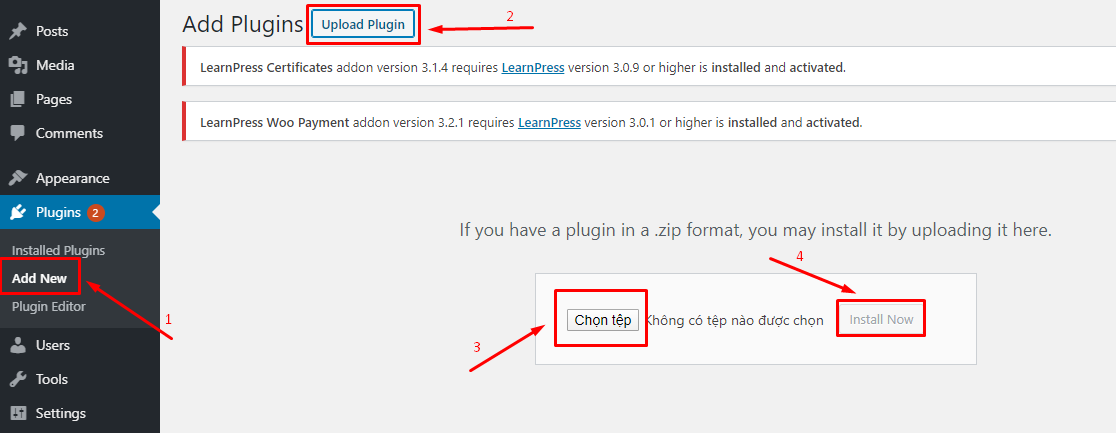 Posts
Media
Pages
Comments
Appearance
Plugins 2
Installed Plugins
Add New
Plugin Editor
Users
Tools
Settings
1
Add Plugins Upload Plugin
2
LearnPress Certificates addon version 3.1.4 requires LearnPress version 3.0.9 or higher is installed and activated.
LearnPress Woo Payment addon version 3.2.1 requires LearnPress version 3.0.1 or higher is installed and activated.
If you have a plugin in a .zip format, you may install it by uploading it here.
4
Chọn tệp Không có tệp nào được chọn Install Now
3